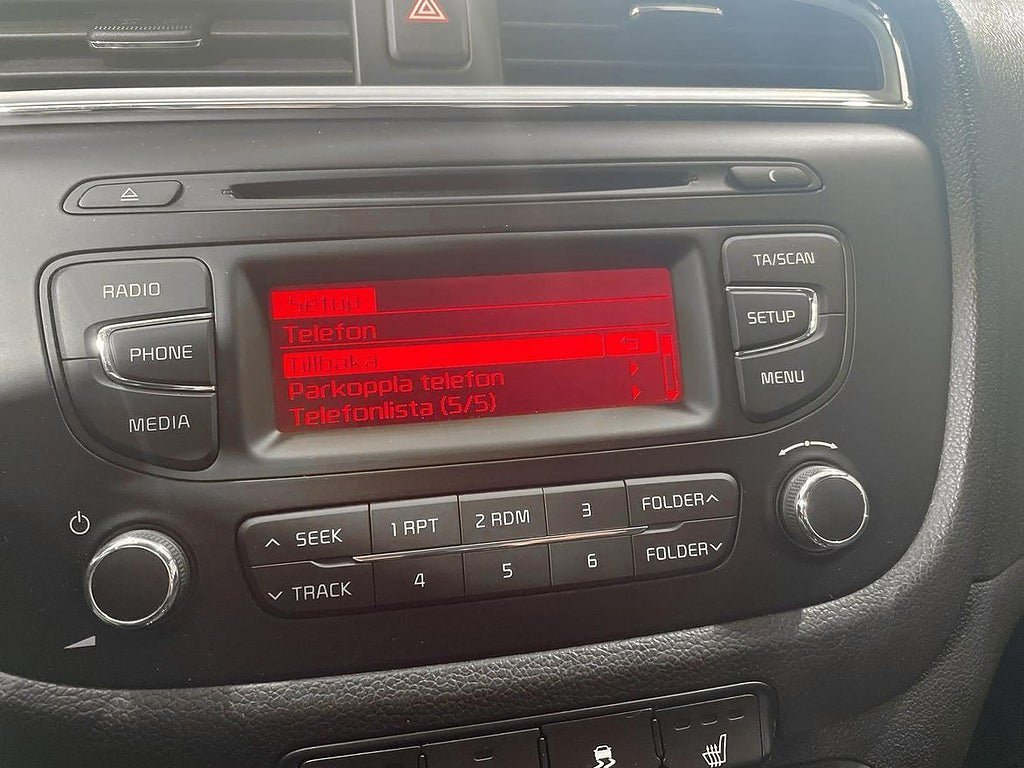 RADIO
PHONE
MEDIA
Setup
Telefon
Tillbaka
Parkoppla telefon
Telefonlista (5/5)
TA/SCAN
SETUP
MENU
SEEK
1 RPT
2 RDM
3
FOLDER
TRACK
4
5
6
FOLDER